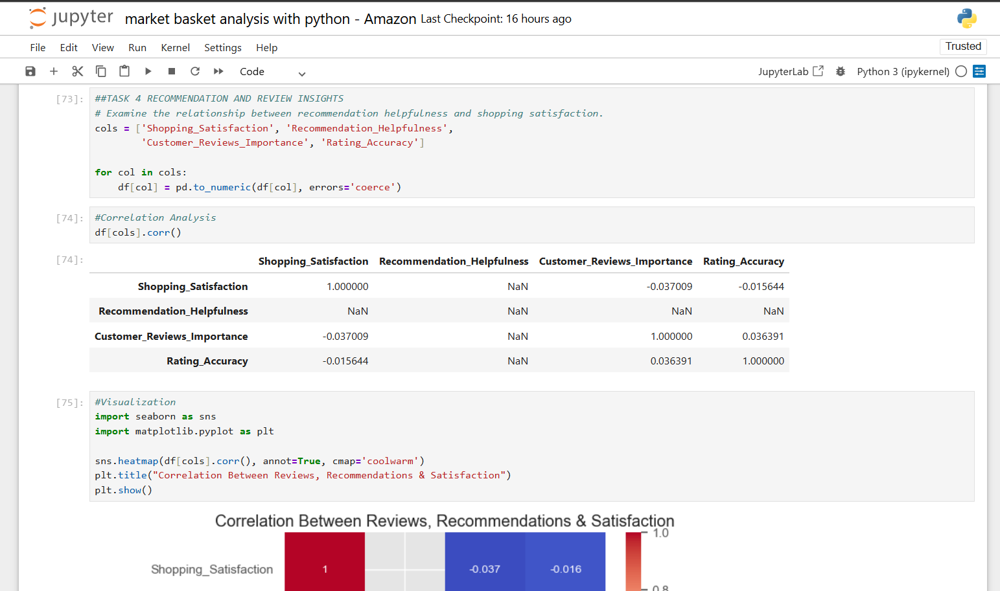 jupyter market basket analysis with python - Amazon Last Checkpoint: 16 hours ago
File Edit View Run Kernel Settings Help Trusted
Code JupyterLab Python 3 (ipykernel)
[73]: ##TASK 4 RECOMMENDATION AND REVIEW INSIGHTS
# Examine the relationship between recommendation helpfulness and shopping satisfaction.
cols = ['Shopping_Satisfaction', 'Recommendation_Helpfulness',
'Customer_Reviews_Importance', 'Rating_Accuracy']
for col in cols:
df[col] = pd.to_numeric(df[col], errors='coerce')
[74]: #Correlation Analysis
df[cols].corr()
[74]:
Shopping_Satisfaction Recommendation_Helpfulness Customer_Reviews_Importance Rating_Accuracy
Shopping_Satisfaction 1.000000 NaN -0.037009 -0.015644
Recommendation_Helpfulness NaN NaN NaN NaN
Customer_Reviews_Importance -0.037009 NaN 1.000000 0.036391
Rating_Accuracy -0.015644 NaN 0.036391 1.000000
[75]: #Visualization
import seaborn as sns
import matplotlib.pyplot as plt
sns.heatmap(df[cols].corr(), annot=True, cmap='coolwarm')
plt.title("Correlation Between Reviews, Recommendations & Satisfaction")
plt.show()
Correlation Between Reviews, Recommendations & Satisfaction
1.0
Shopping_Satisfaction 1 -0.037 -0.016
0.8